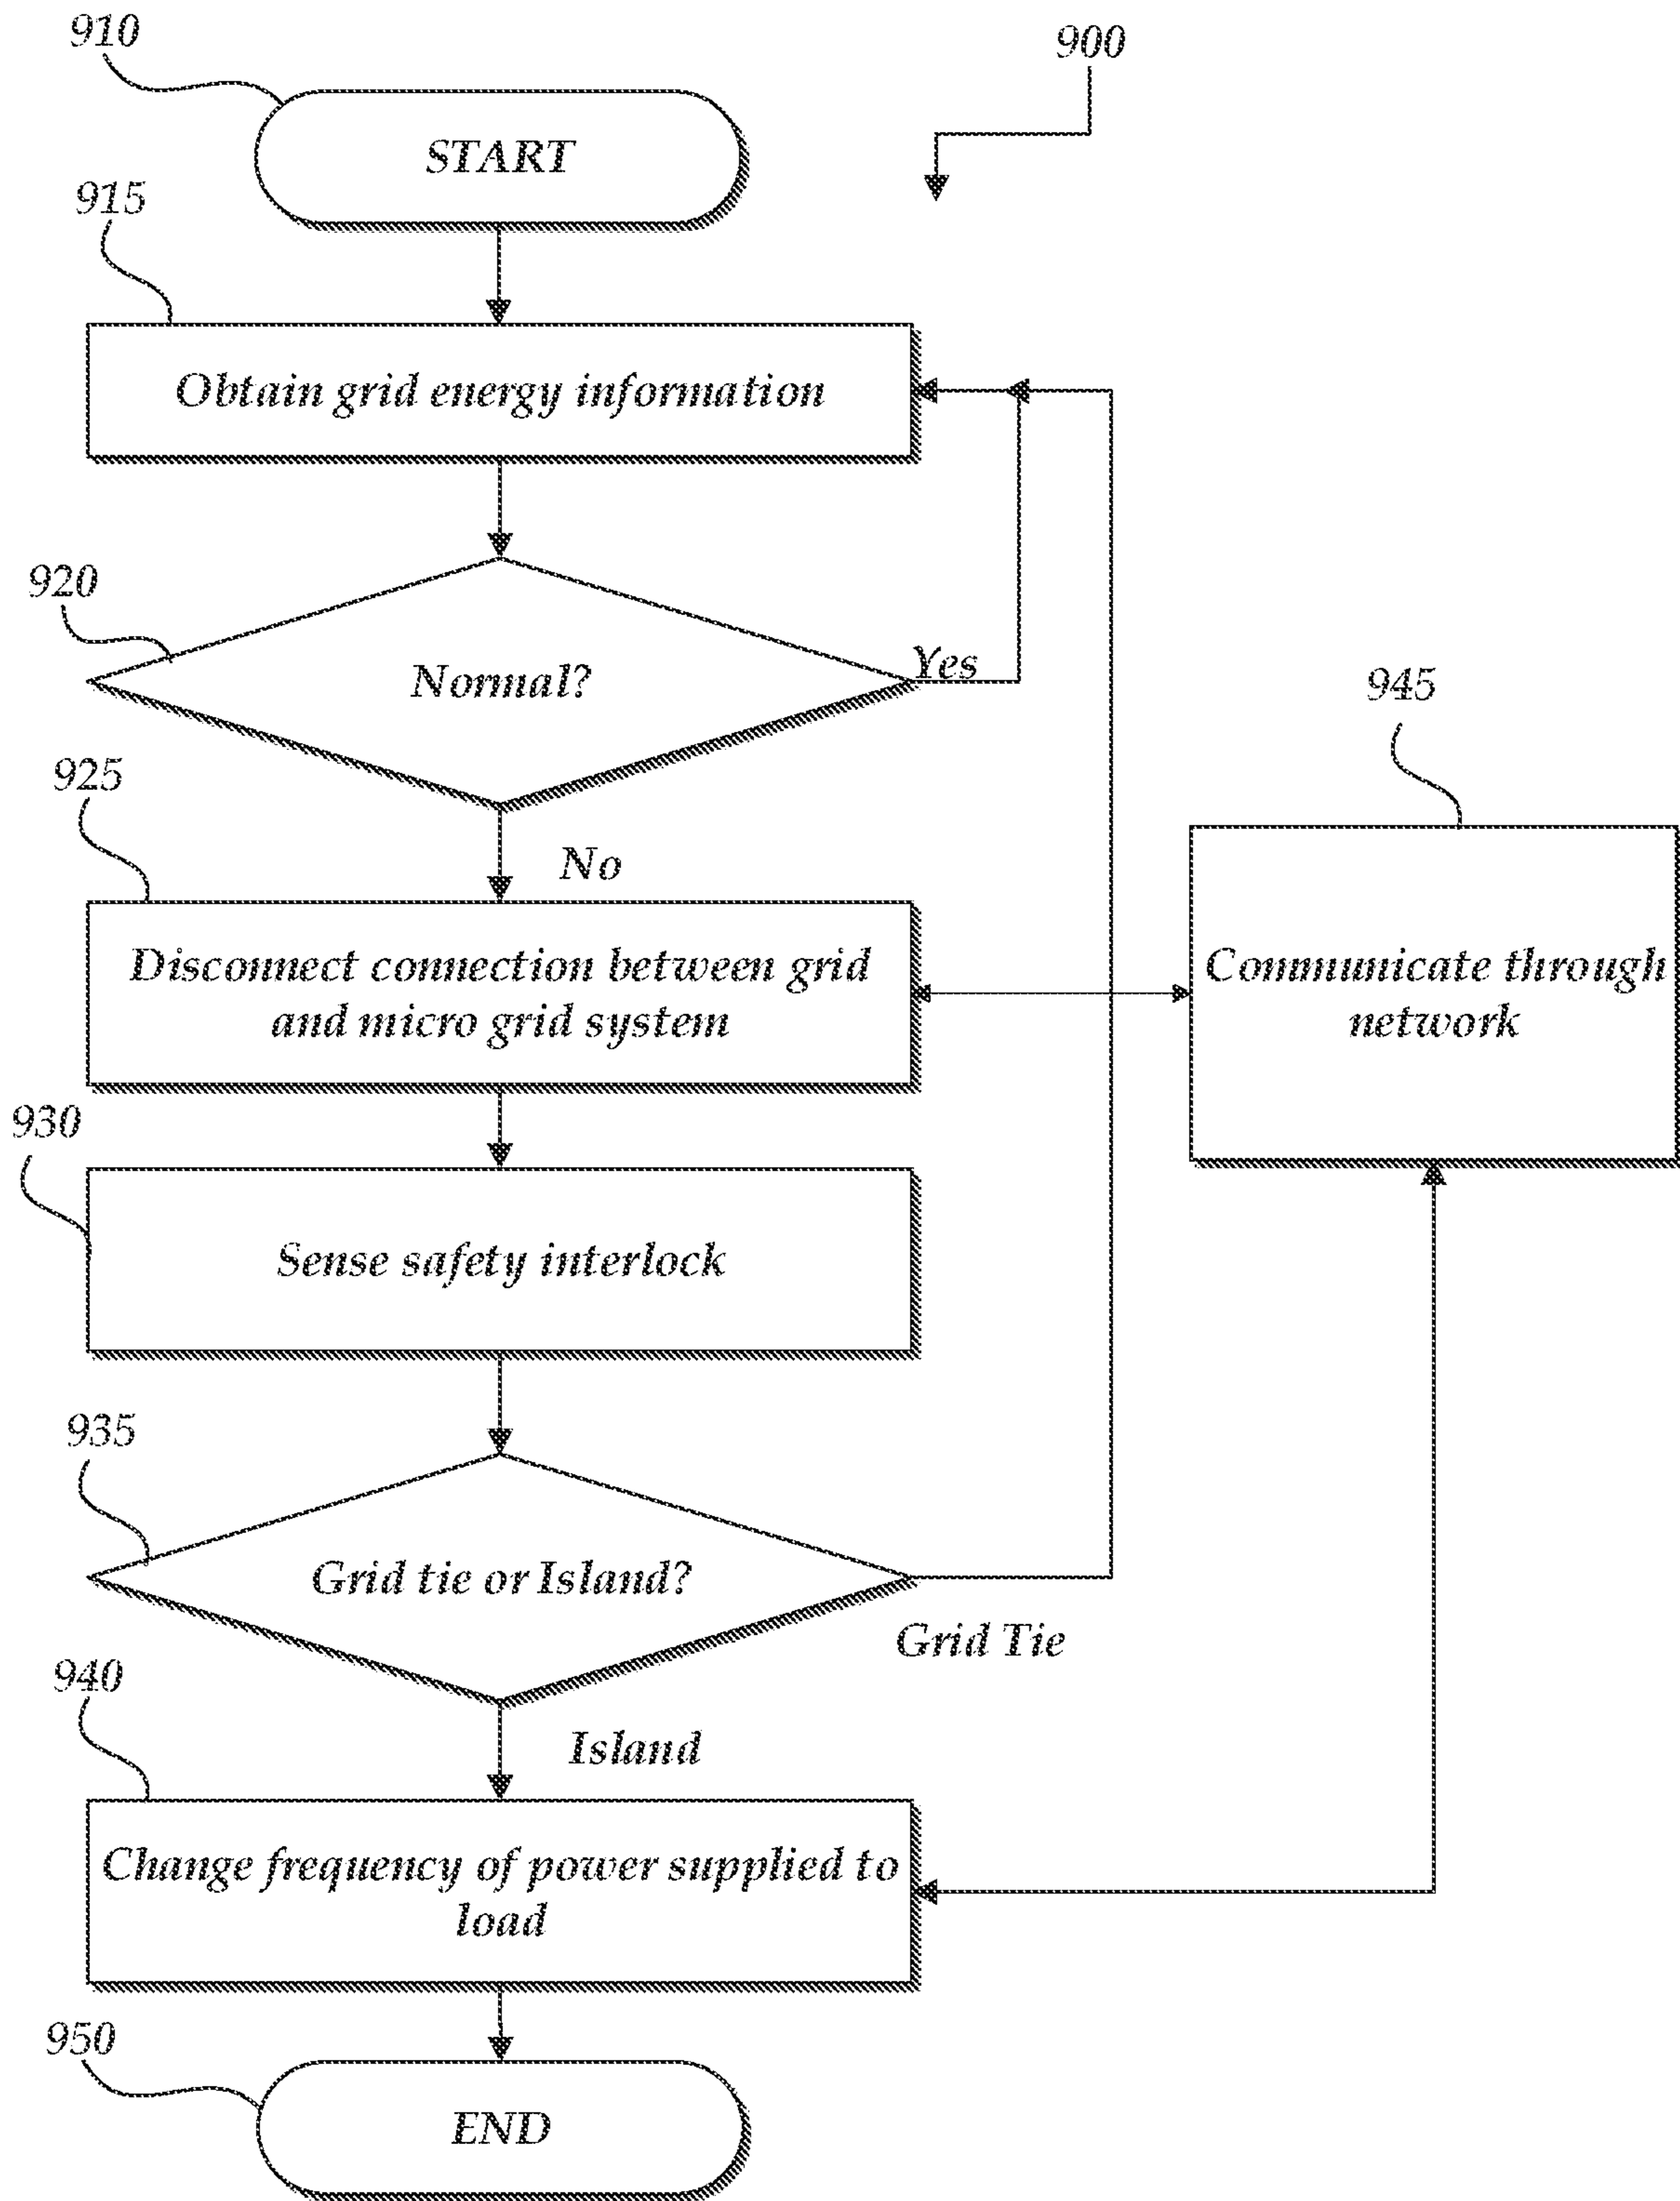 910
900
START
915
Obtain grid energy information
920
Normal?
Yes
945
925
No
Disconnect connection between grid
and micro grid system
Communicate through
network
930
Sense safety interlock
935
Grid tie or Island?
Grid Tie
940
Island
Change frequency of power supplied to
load
950
END